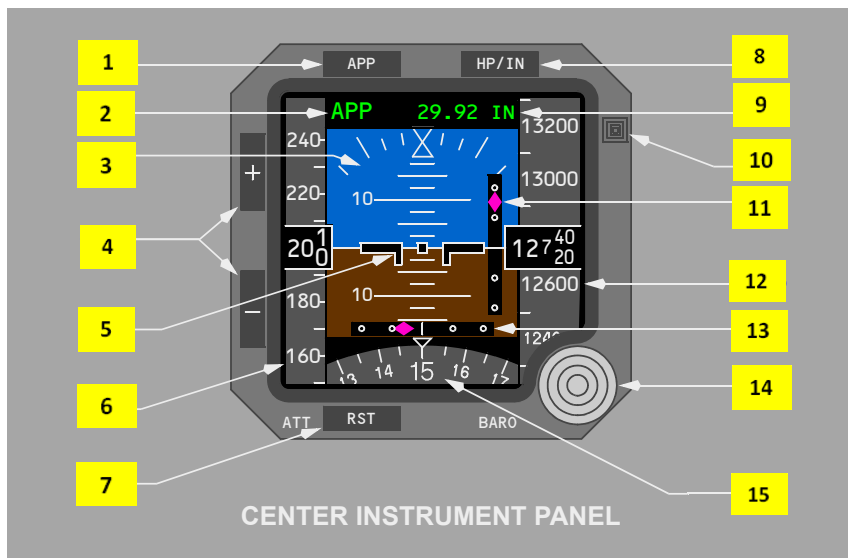 1 APP HP/IN 8
2 APP 29.92 IN 9
240 13200
3 10
+ 220 10 13000 11
4 20 1 0 127 40 20
180 10 12600 12
5 13
− 160 1240
6 13 14 15 16 17 14
ATT RST BARO
7 15
CENTER INSTRUMENT PANEL